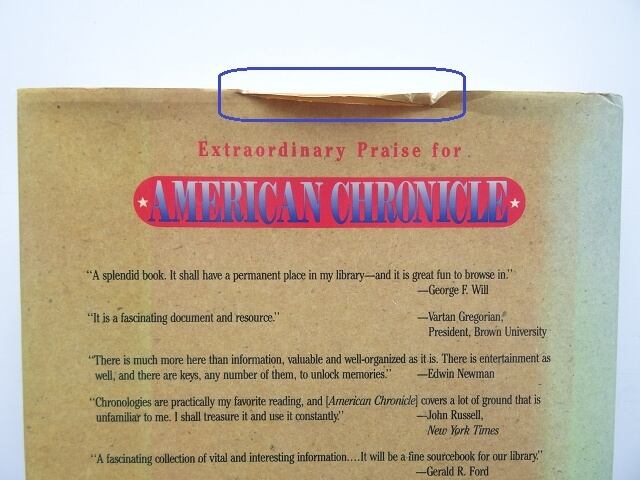 Extraordinary Praise for
AMERICAN CHRONICLE
“A splendid book. It shall have a permanent place in my library—and it is great fun to browse in.”
—George F. Will
“It is a fascinating document and resource.”
—Vartan Gregorian,
President, Brown University
“There is much more here than information, valuable and well-organized as it is. There is entertainment as
well, and there are keys, any number of them, to unlock memories.” —Edwin Newman
“Chronologies are practically my favorite reading, and [American Chronicle] covers a lot of ground that is
unfamiliar to me. I shall treasure it and use it constantly.” —John Russell,
New York Times
“A fascinating collection of vital and interesting information....It will be a fine sourcebook for our library.”
—Gerald R. Ford